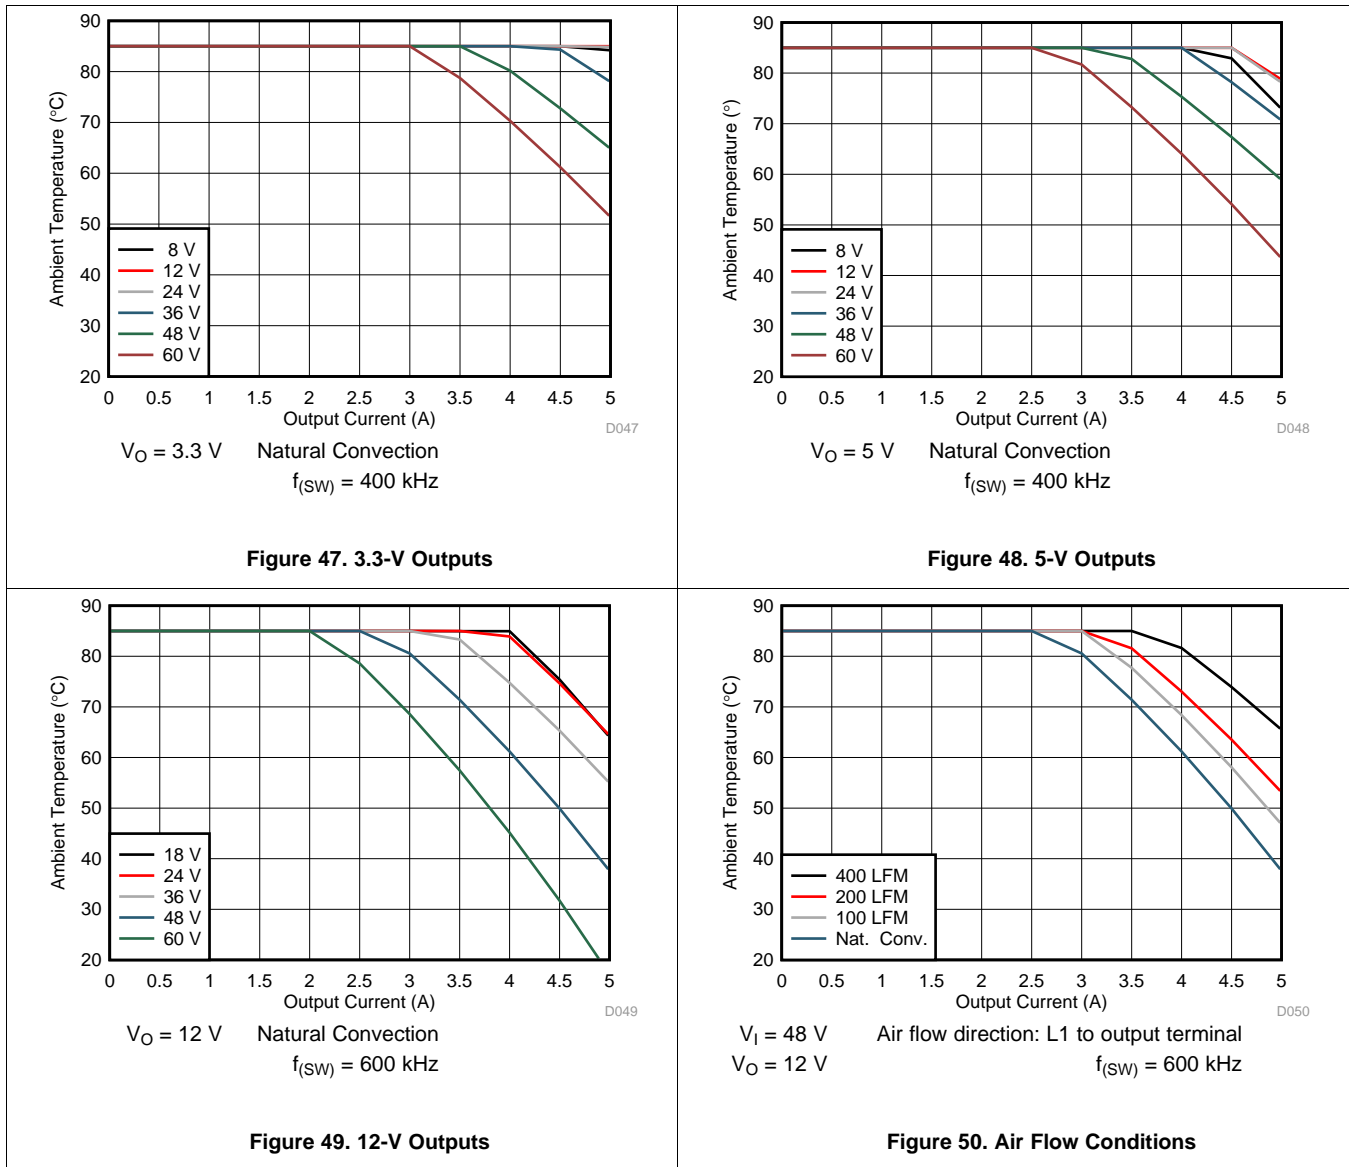 90
80
70
60
50
40
30
20
Ambient Temperature (°C)
8 V
12 V
24 V
36 V
48 V
60 V
0 0.5 1 1.5 2 2.5 3 3.5 4 4.5 5
Output Current (A)
D047
V_O = 3.3 V Natural Convection
f_(SW) = 400 kHz
Figure 47. 3.3-V Outputs
90
80
70
60
50
40
30
20
Ambient Temperature (°)
8 V
12 V
24 V
36 V
48 V
60 V
0 0.5 1 1.5 2 2.5 3 3.5 4 4.5 5
Output Current (A)
D048
V_O = 5 V Natural Convection
f_(SW) = 400 kHz
Figure 48. 5-V Outputs
90
80
70
60
50
40
30
20
Ambient Temperature (°C)
18 V
24 V
36 V
48 V
60 V
0 0.5 1 1.5 2 2.5 3 3.5 4 4.5 5
Output Current (A)
D049
V_O = 12 V Natural Convection
f_(SW) = 600 kHz
Figure 49. 12-V Outputs
90
80
70
60
50
40
30
20
Ambient Temperature (°C)
400 LFM
200 LFM
100 LFM
Nat. Conv.
0 0.5 1 1.5 2 2.5 3 3.5 4 4.5 5
Output Current (A)
D050
V_I = 48 V Air flow direction: L1 to output terminal
V_O = 12 V f_(SW) = 600 kHz
Figure 50. Air Flow Conditions